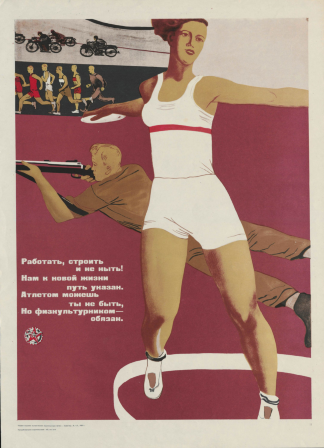 Работать, строить
и не ныть!
Нам к новой жизни
путь указан.
Атлетом можешь
ты не быть,
Но физкультурником—
обязан.